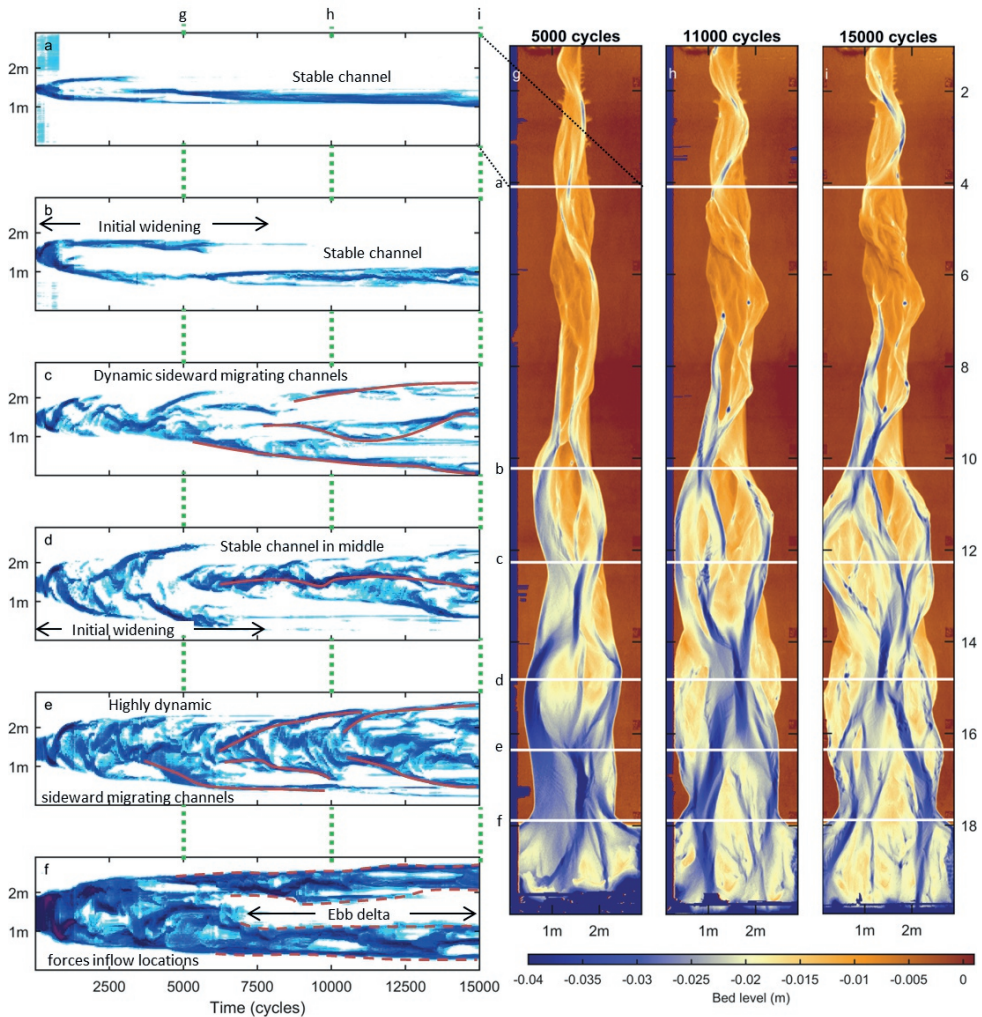 g h i
a
2m
Stable channel
1m
b
Initial widening
2m
Stable channel
1m
c
Dynamic sideward migrating channels
2m
1m
d
Stable channel in middle
2m
1m
Initial widening
e
Highly dynamic
2m
1m
sideward migrating channels
f
2m
Ebb delta
1m
forces inflow locations
2500 5000 7500 10000 12500 15000
Time (cycles)
5000 cycles 11000 cycles 15000 cycles
g h i
2
a 4
6
8
b 10
c 12
14
d
e 16
f 18
1m 2m 1m 2m 1m 2m
-0.04 -0.035 -0.03 -0.025 -0.02 -0.015 -0.01 -0.005 0
Bed level (m)